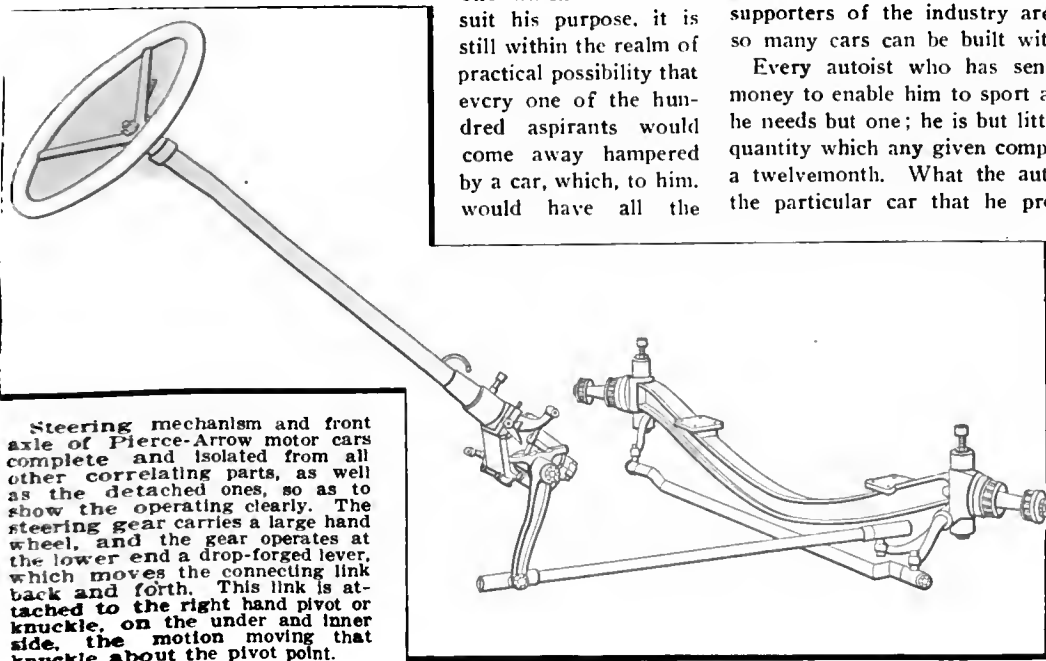 suit his purpose, it is
still within the realm of
practical possibility that
every one of the hun-
dred aspirants would
come away hampered
by a car, which, to him,
would have all the
supporters of the industry are
so many cars can be built wit
Every autoist who has sen
money to enable him to sport a
he needs but one; he is but litt
quantity which any given comp
a twelvemonth. What the aut
the particular car that he pr
Steering mechanism and front
axle of Pierce-Arrow motor cars
complete and isolated from all
other correlating parts, as well
as the detached ones, so as to
show the operating clearly. The
steering gear carries a large hand
wheel, and the gear operates at
the lower end a drop-forged lever,
which moves the connecting link
back and forth. This link is at-
tached to the right hand pivot or
knuckle, on the under and inner
side, the motion moving that
knuckle about the pivot point.